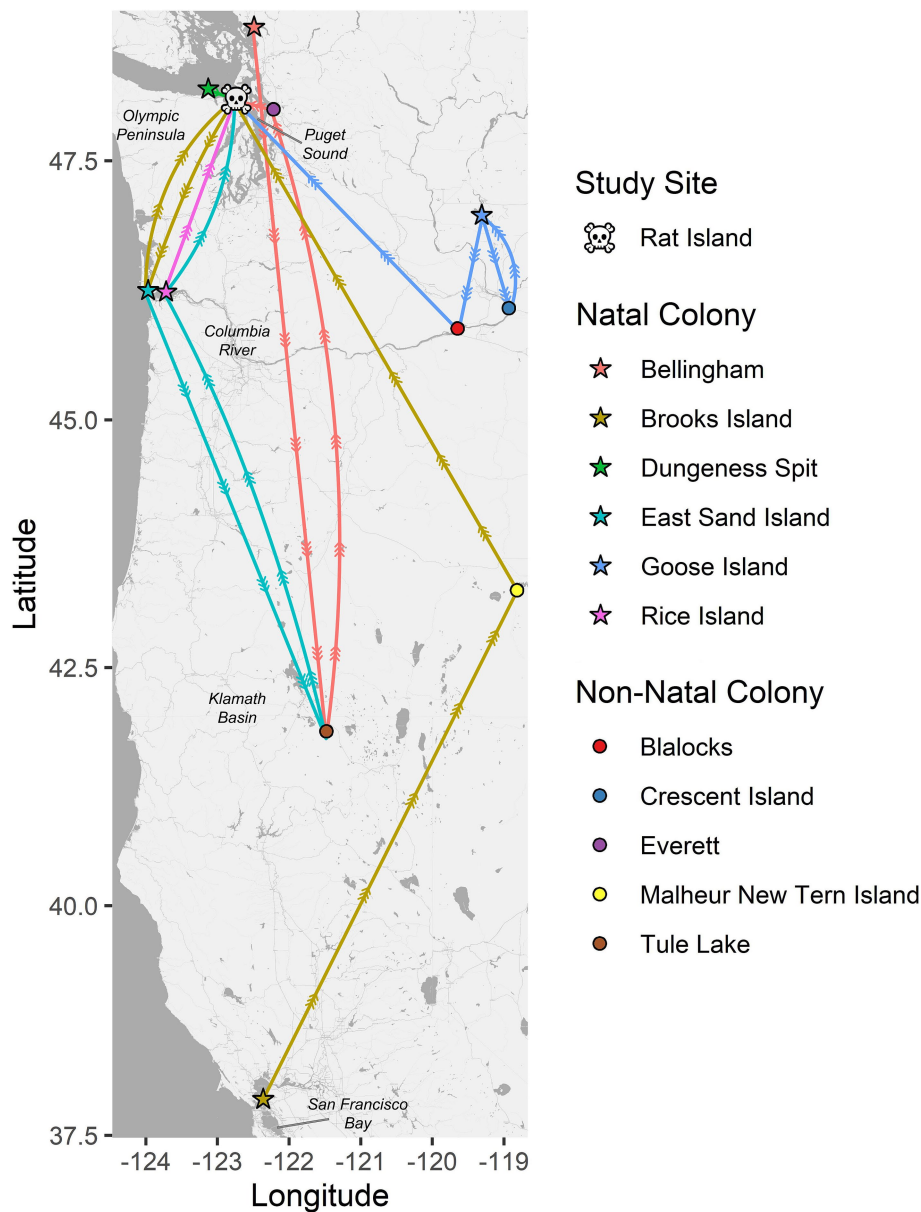 Olympic
Peninsula
Puget
Sound
Columbia
River
Klamath
Basin
San Francisco
Bay
47.5
45.0
42.5
40.0
37.5
Latitude
-124
-123
-122
-121
-120
-119
Longitude
Study Site
Rat Island
Natal Colony
Bellingham
Brooks Island
Dungeness Spit
East Sand Island
Goose Island
Rice Island
Non-Natal Colony
Blalocks
Crescent Island
Everett
Malheur New Tern Island
Tule Lake